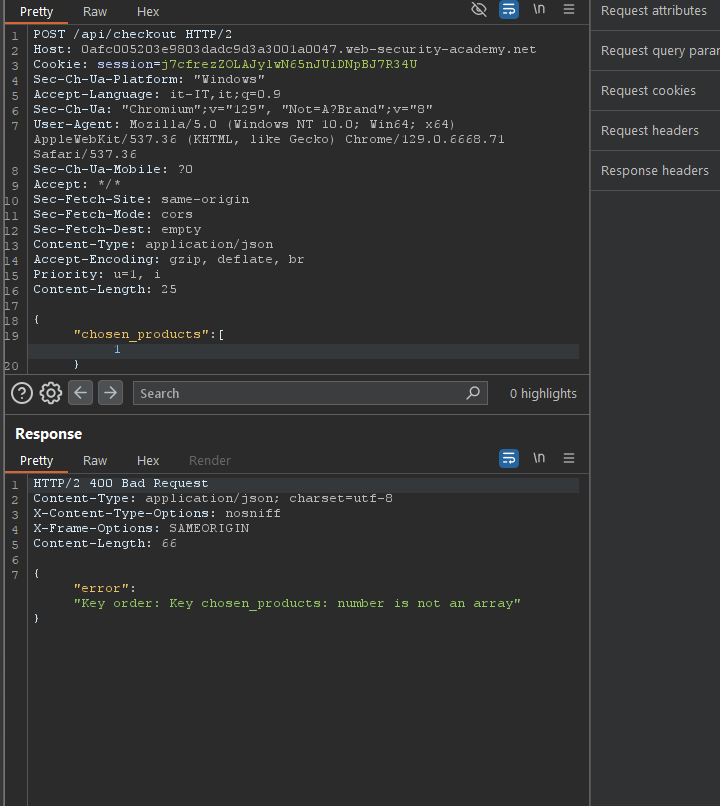 Pretty Raw Hex \n
Request attributes
1 POST /api/checkout HTTP/2
2 Host: 0afc005203e9803dadc9d3a3001a0047.web-security-academy.net
Request query para
3 Cookie: session=j7cfrezZOLAJylwN65nJUiDNpBJ7R34U
4 Sec-Ch-Ua-Platform: "Windows"
5 Accept-Language: it-IT,it;q=0.9
Request cookies
6 Sec-Ch-Ua: "Chromium";v="129", "Not=A?Brand";v="8"
7 User-Agent: Mozilla/5.0 (Windows NT 10.0; Win64; x64)
Request headers
AppleWebKit/537.36 (KHTML, like Gecko) Chrome/129.0.6668.71
Safari/537.36
8 Sec-Ch-Ua-Mobile: ?0
Response headers
9 Accept: */*
10 Sec-Fetch-Site: same-origin
11 Sec-Fetch-Mode: cors
12 Sec-Fetch-Dest: empty
13 Content-Type: application/json
14 Accept-Encoding: gzip, deflate, br
15 Priority: u=1, i
16 Content-Length: 25
17
18 {
19 "chosen_products":[
1
20 }
Search 0 highlights
Response
Pretty Raw Hex Render \n
1 HTTP/2 400 Bad Request
2 Content-Type: application/json; charset=utf-8
3 X-Content-Type-Options: nosniff
4 X-Frame-Options: SAMEORIGIN
5 Content-Length: 66
6
7 {
"error":
"Key order: Key chosen_products: number is not an array"
}